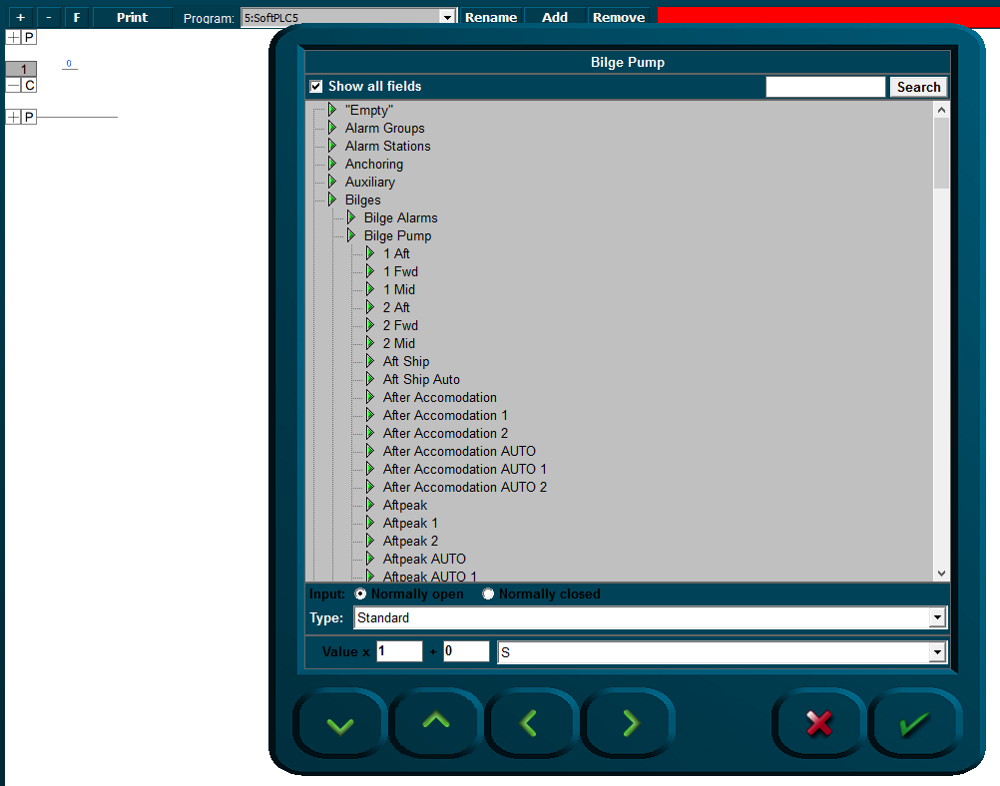 + - F Print Program: 5:SoftPLC5 Rename Add Remove
+ P
1 0
- C
+ P
Bilge Pump
Show all fields Search
"Empty"
Alarm Groups
Alarm Stations
Anchoring
Auxiliary
Bilges
Bilge Alarms
Bilge Pump
1 Aft
1 Fwd
1 Mid
2 Aft
2 Fwd
2 Mid
Aft Ship
Aft Ship Auto
After Accomodation
After Accomodation 1
After Accomodation 2
After Accomodation AUTO
After Accomodation AUTO 1
After Accomodation AUTO 2
Aftpeak
Aftpeak 1
Aftpeak 2
Aftpeak AUTO
Aftpeak AUTO 1
Input: Normally open Normally closed
Type: Standard
Value x 1 + 0 S